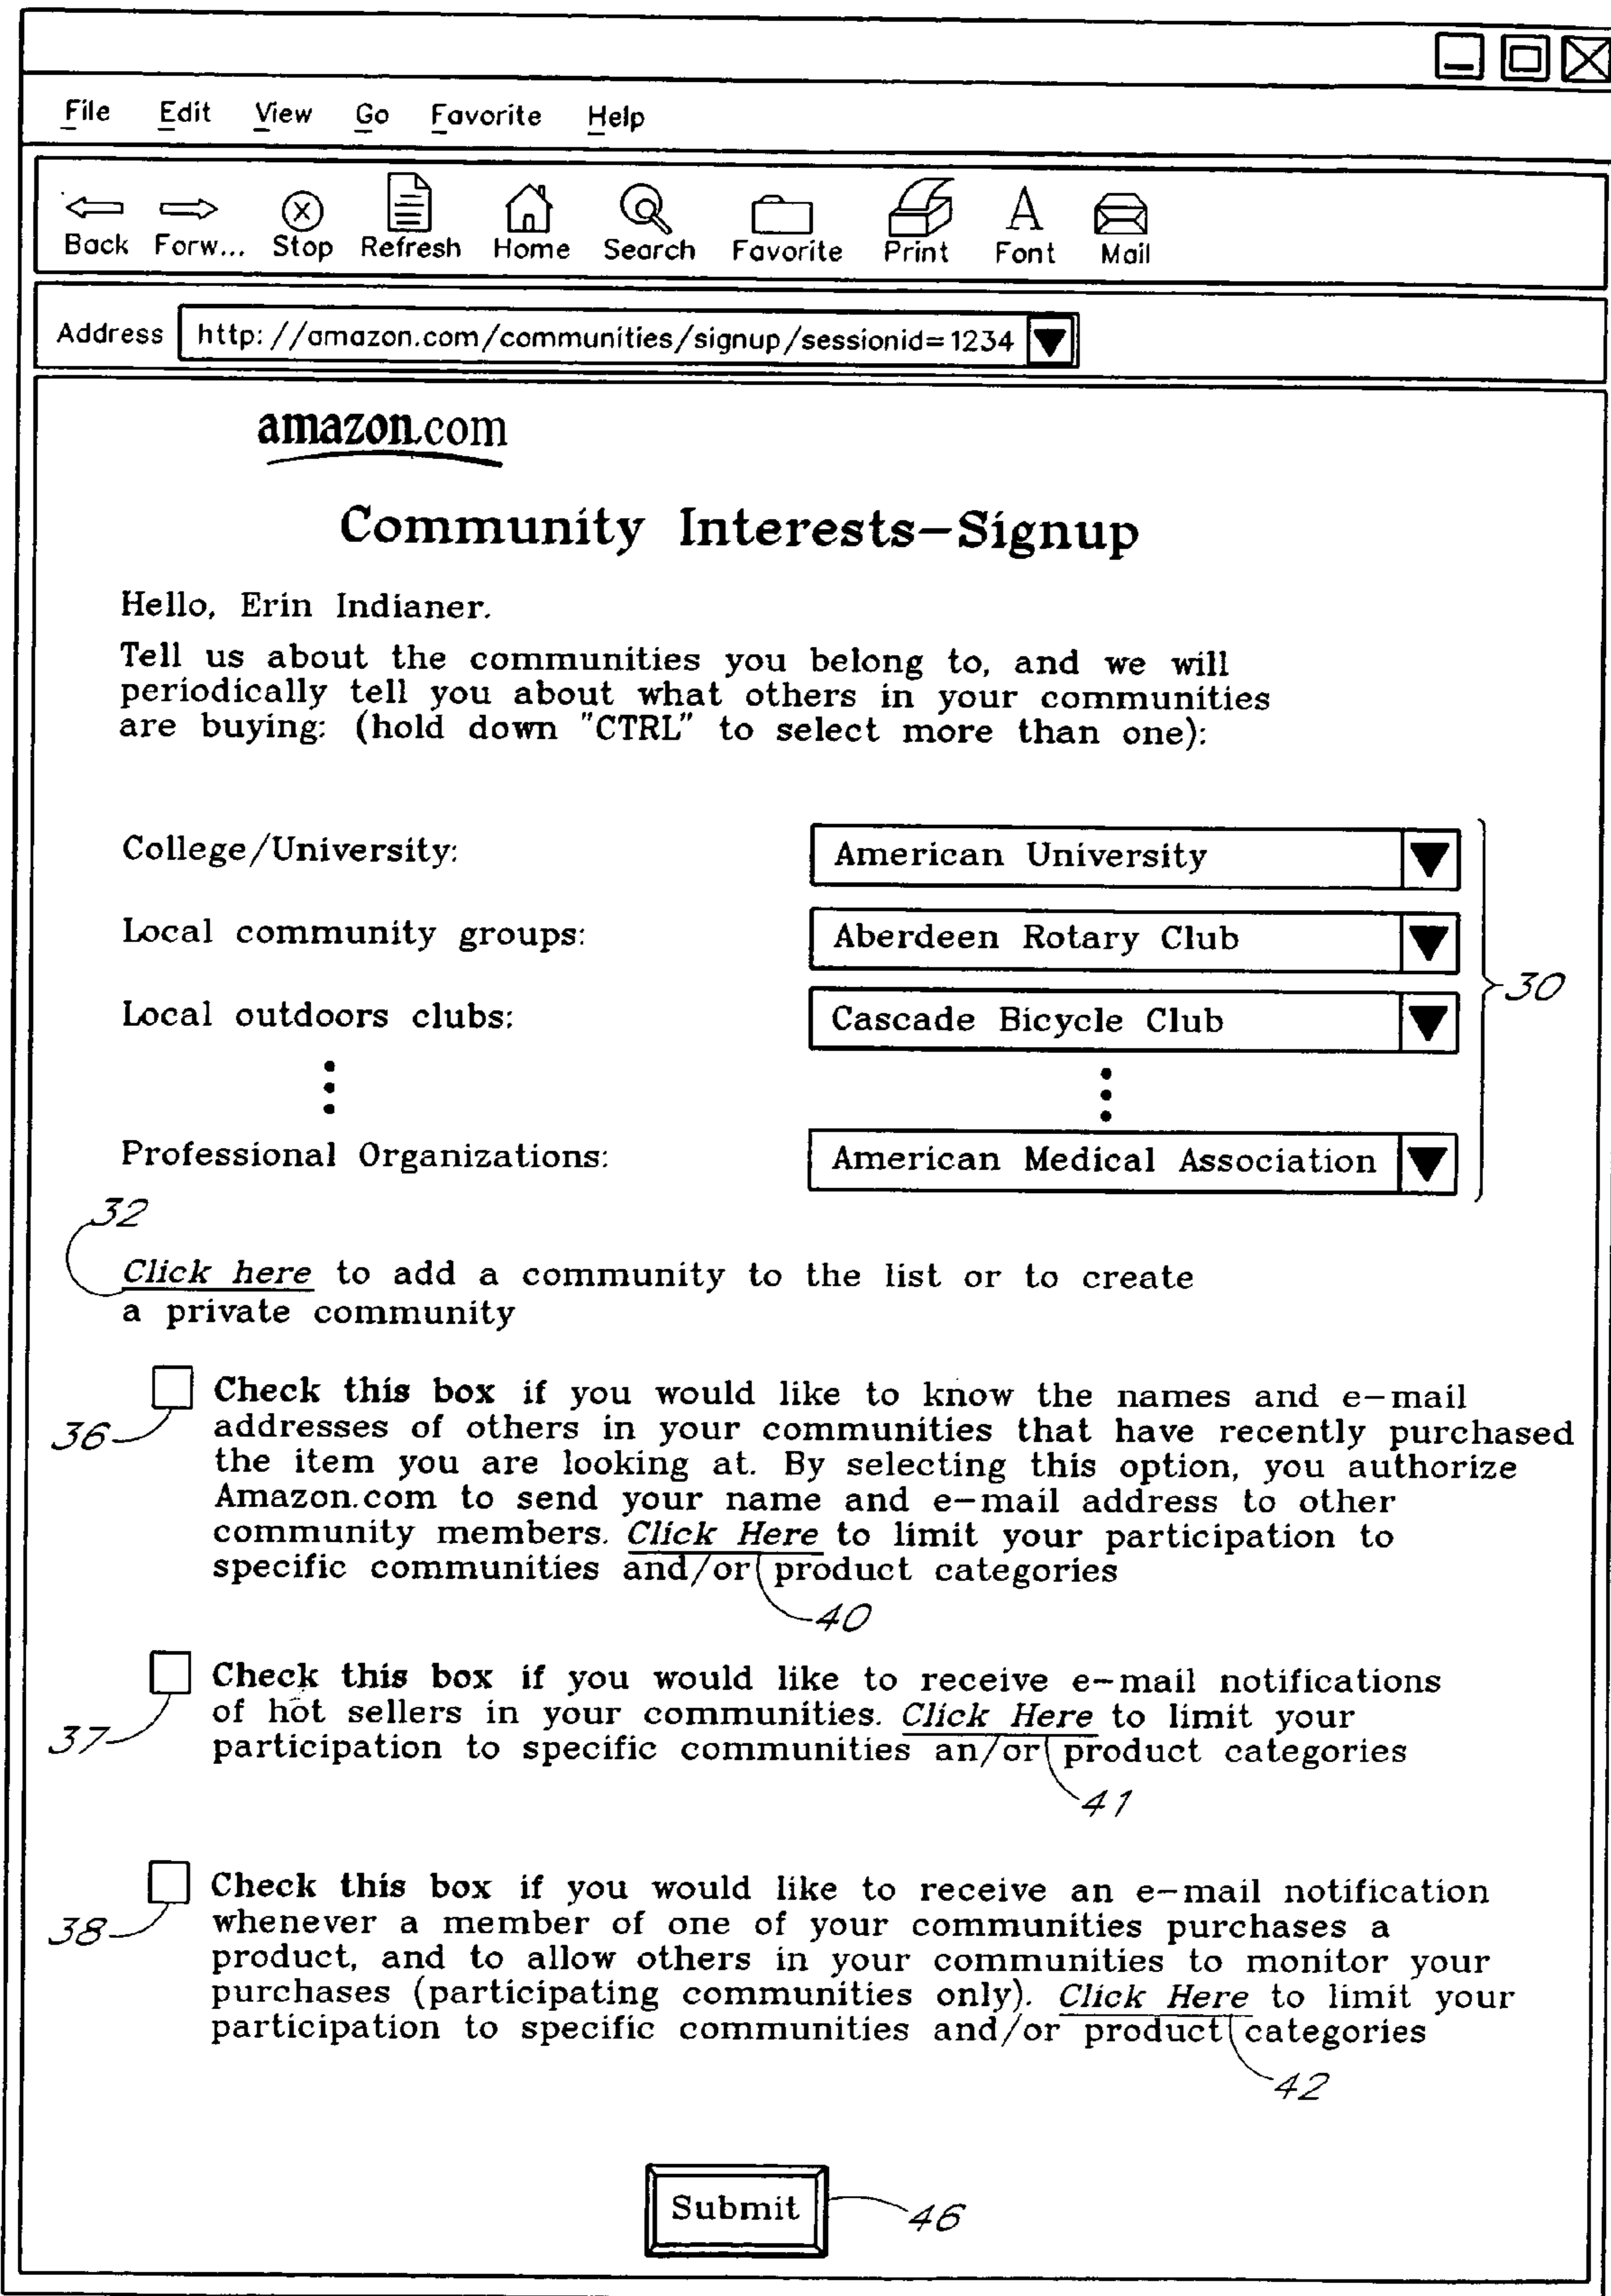 File Edit View Go Favorite Help
Back Forw... Stop Refresh Home Search Favorite Print Font Mail
Address http://amazon.com/communities/signup/sessionid=1234
amazon.com
Community Interests-Signup
Hello, Erin Indianer.
Tell us about the communities you belong to, and we will
periodically tell you about what others in your communities
are buying: (hold down "CTRL" to select more than one):
College/University: American University
Local community groups: Aberdeen Rotary Club
30
Local outdoors clubs: Cascade Bicycle Club
Professional Organizations: American Medical Association
32
Click here to add a community to the list or to create
a private community
36
Check this box if you would like to know the names and e-mail
addresses of others in your communities that have recently purchased
the item you are looking at. By selecting this option, you authorize
Amazon.com to send your name and e-mail address to other
community members. Click Here to limit your participation to
specific communities and/or product categories
40
37
Check this box if you would like to receive e-mail notifications
of hot sellers in your communities. Click Here to limit your
participation to specific communities an/or product categories
41
38
Check this box if you would like to receive an e-mail notification
whenever a member of one of your communities purchases a
product, and to allow others in your communities to monitor your
purchases (participating communities only). Click Here to limit your
participation to specific communities and/or product categories
42
Submit 46